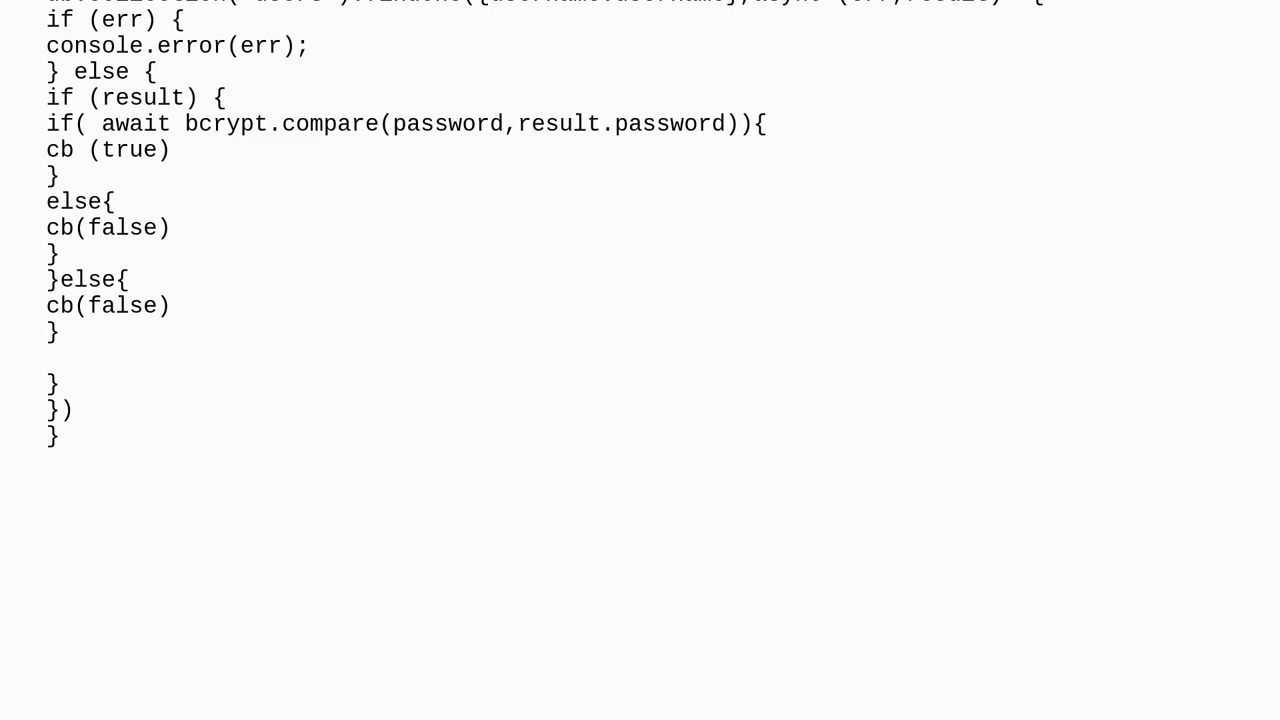 if (err) {
console.error(err);
} else {
if (result) {
if( await bcrypt.compare(password,result.password)){
cb (true)
}
else{
cb(false)
}
}else{
cb(false)
}
}
})
}